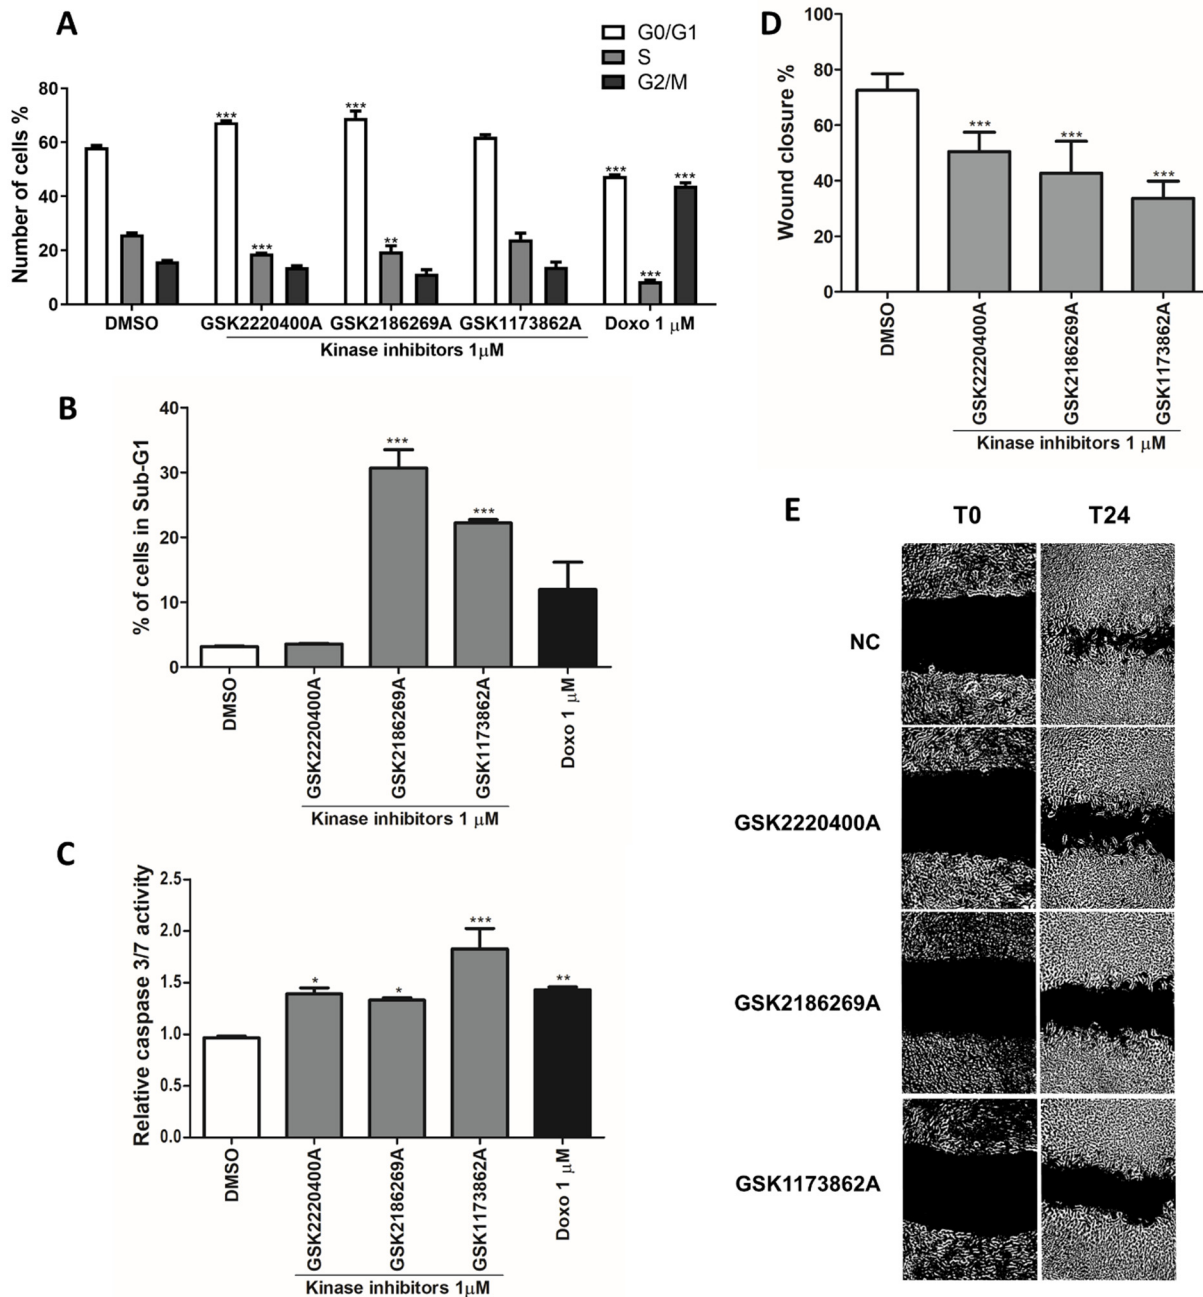 A
G0/G1
S
G2/M
Number of cells %
80
60
40
20
0
***
***
***
**
***
***
***
DMSO
GSK2220400A
GSK2186269A
GSK1173862A
Doxo 1 μM
Kinase inhibitors 1μM
B
% of cells in Sub-G1
40
30
20
10
0
***
***
DMSO
GSK2220400A
GSK2186269A
GSK1173862A
Doxo 1 μM
Kinase inhibitors 1 μM
C
Relative caspase 3/7 activity
2.5
2.0
1.5
1.0
0.5
0.0
*
*
***
**
DMSO
GSK2220400A
GSK2186269A
GSK1173862A
Doxo 1 μM
Kinase inhibitors 1μM
D
Wound closure %
100
80
60
40
20
0
***
***
***
DMSO
GSK2220400A
GSK2186269A
GSK1173862A
Kinase inhibitors 1 μM
E
T0
T24
NC
GSK2220400A
GSK2186269A
GSK1173862A